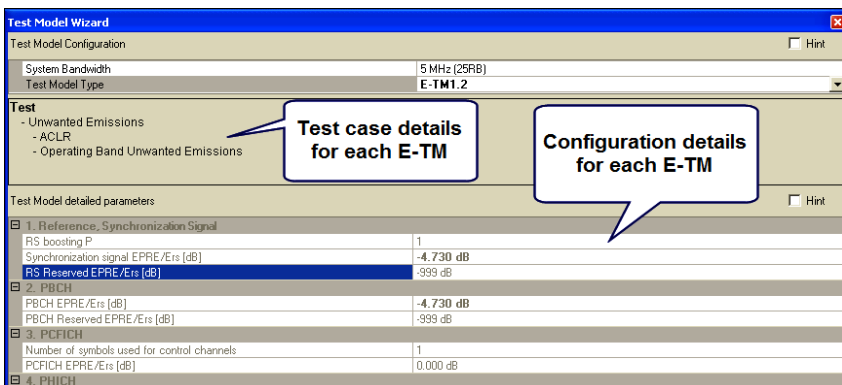 Test Model Wizard
Test Model Configuration
Hint
System Bandwidth 5 MHz (25RB)
Test Model Type E-TM1.2
Test
- Unwanted Emissions
- ACLR
- Operating Band Unwanted Emissions
Test case details
for each E-TM
Configuration details
for each E-TM
Test Model detailed parameters
Hint
1. Reference, Synchronization Signal
RS boosting P 1
Synchronization signal EPRE/Ers [dB] -4.730 dB
RS Reserved EPRE/Ers [dB] -999 dB
2. PBCH
PBCH EPRE/Ers [dB] -4.730 dB
PBCH Reserved EPRE/Ers [dB] -999 dB
3. PCFICH
Number of symbols used for control channels 1
PCFICH EPRE/Ers [dB] 0.000 dB
4. PHICH